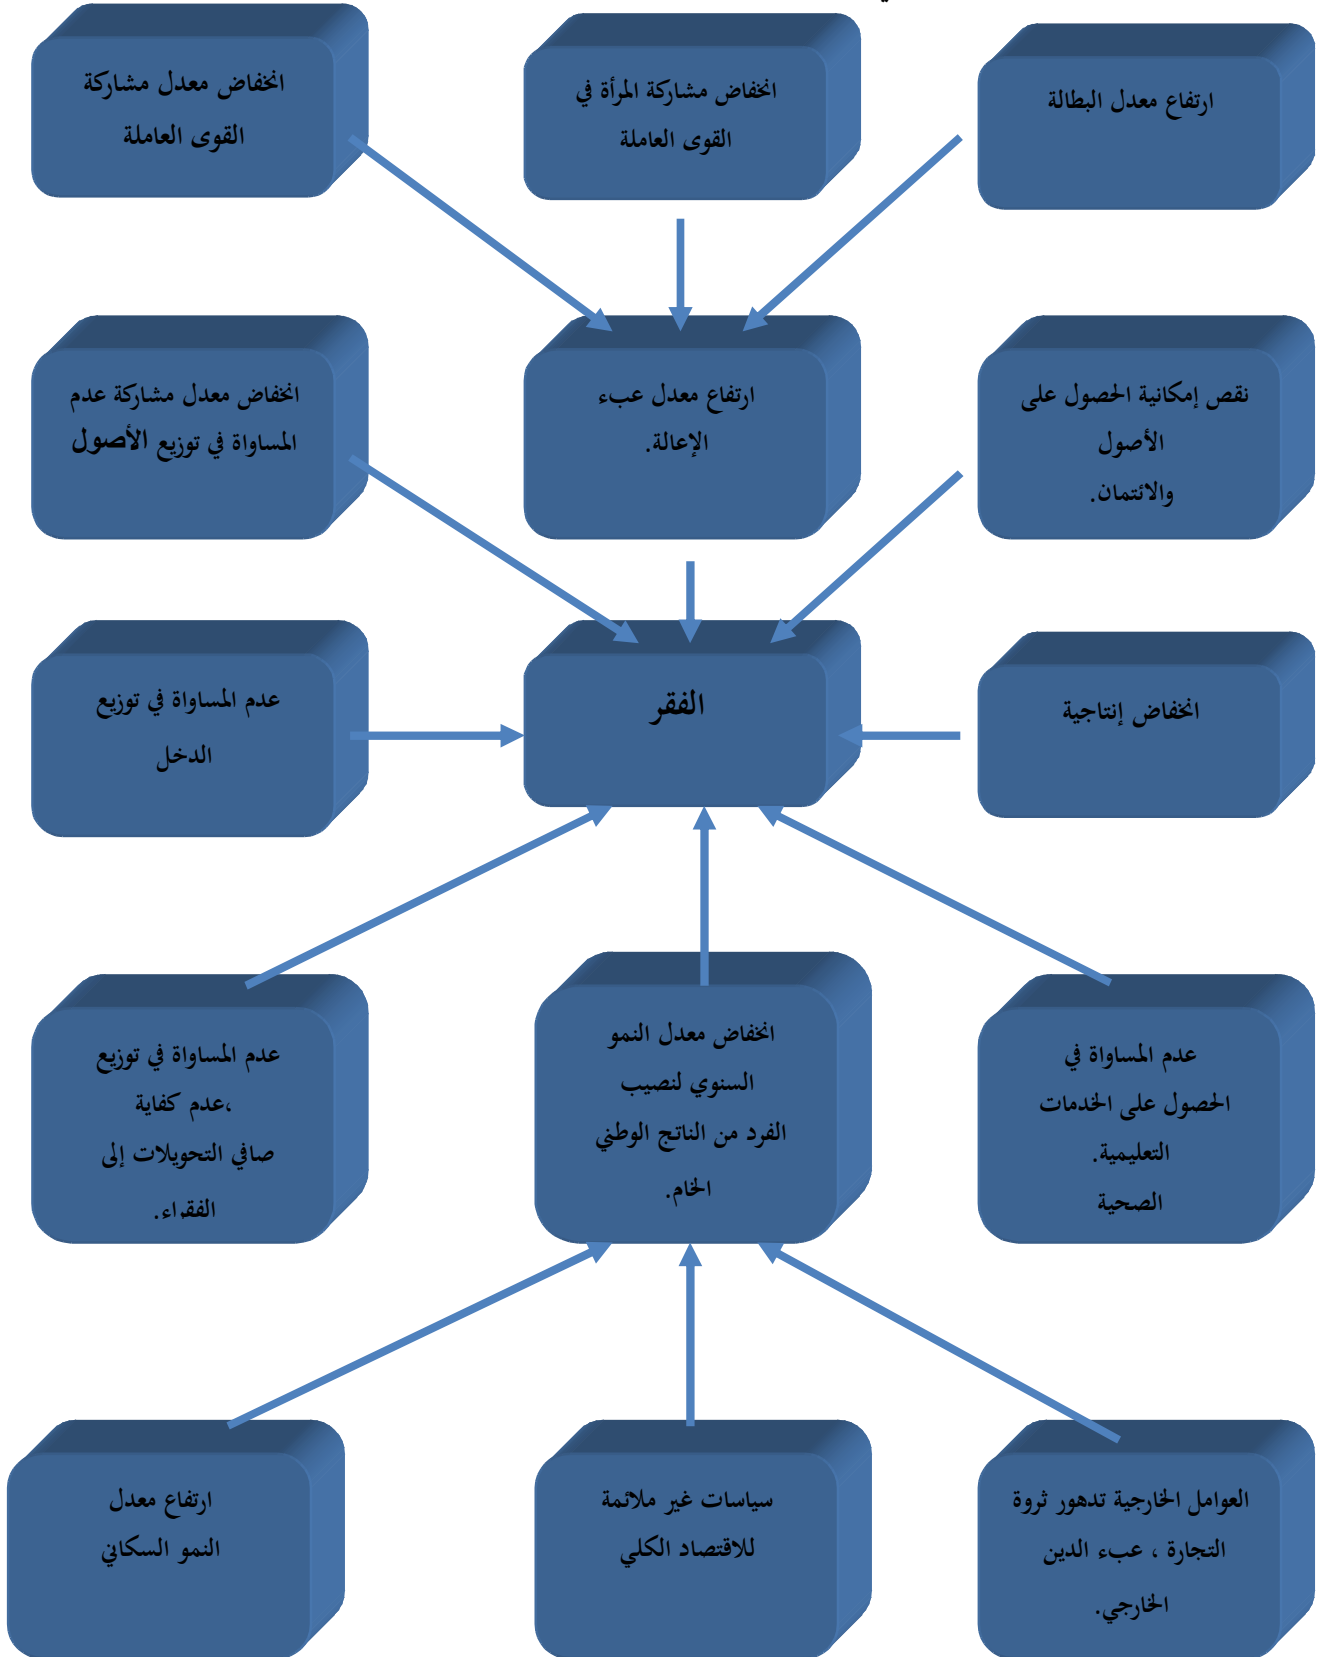 ارتفاع معدل البطالة
انخفاض مشاركة المرأة في
القوى العاملة
انخفاض معدل مشاركة
القوى العاملة
نقص إمكانية الحصول على
الأصول
والائتمان.
ارتفاع معدل عبء
الإعالة.
انخفاض معدل مشاركة عدم
المساواة في توزيع الأصول
انخفاض إنتاجية
الفقر
عدم المساواة في توزيع
الدخل
عدم المساواة في
الحصول على الخدمات
التعليمية.
الصحية
انخفاض معدل النمو
السنوي لنصيب
الفرد من الناتج الوطني
الخام.
عدم المساواة في توزيع
،عدم كفاية
صافي التحويلات إلى
الفقراء.
العوامل الخارجية تدهور ثروة
التجارة ، عبء الدين
الخارجي.
سياسات غير ملائمة
للاقتصاد الكلي
ارتفاع معدل
النمو السكاني